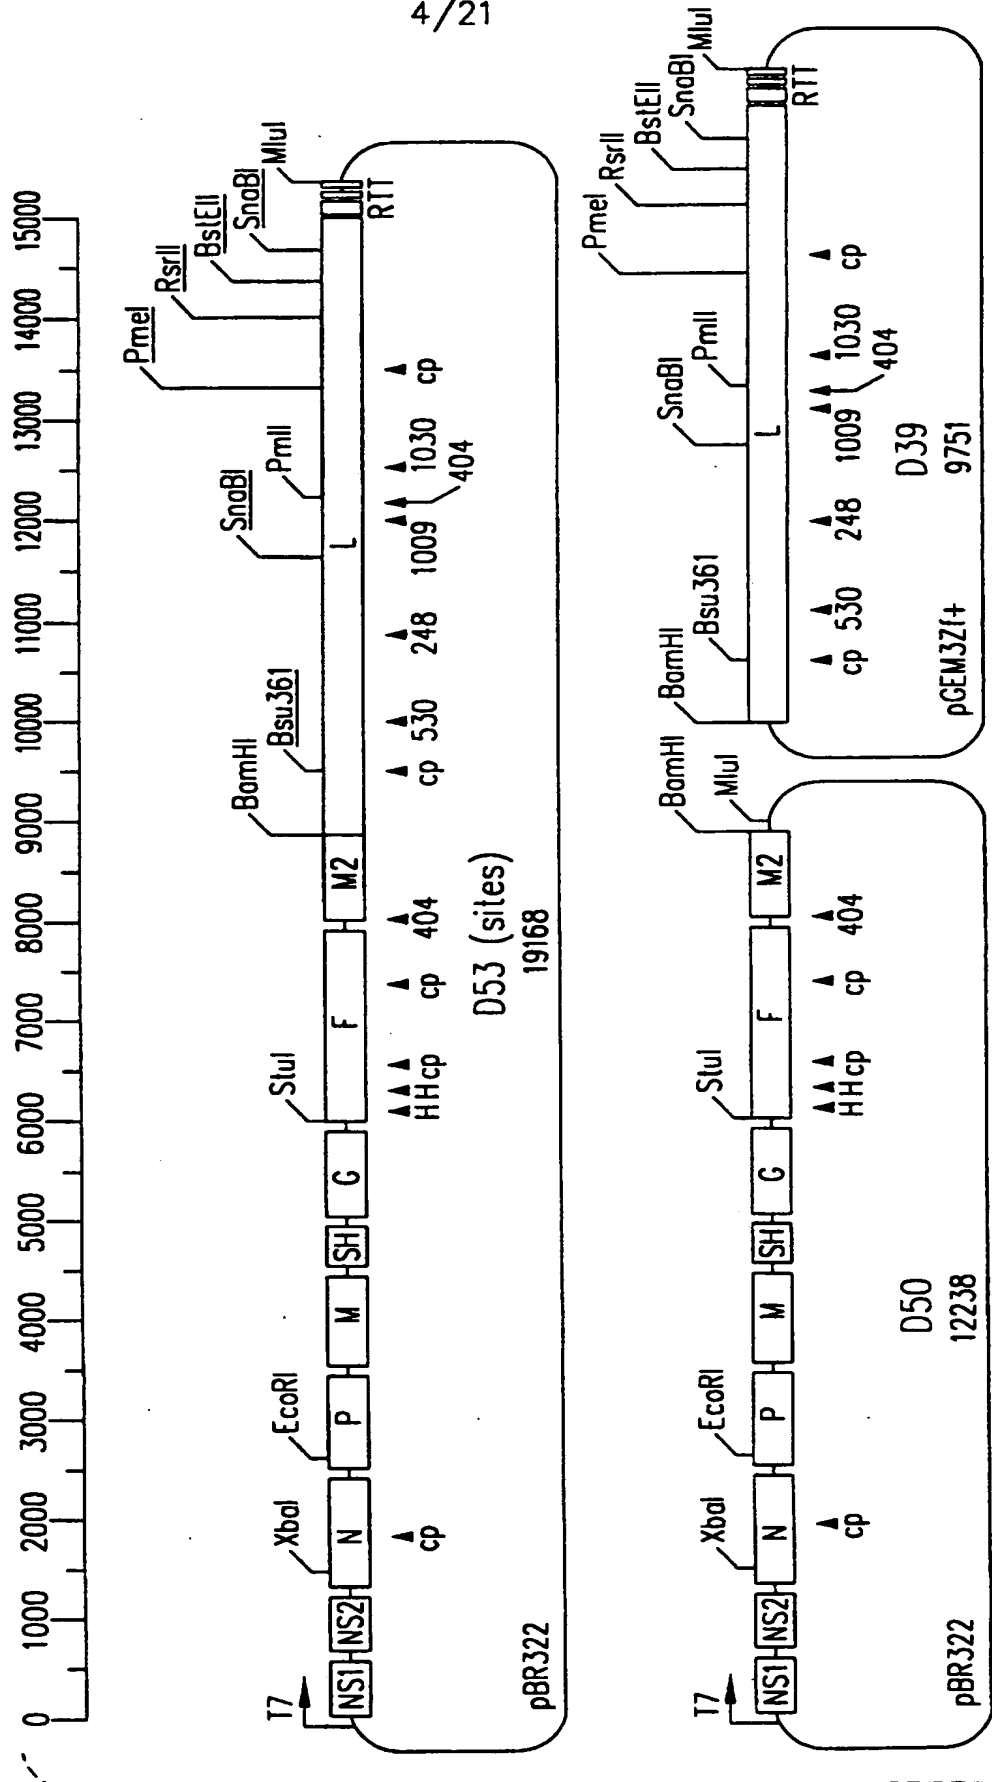 4/21
0 1000 2000 3000 4000 5000 6000 7000 8000 9000 10000 11000 12000 13000 14000 15000
PmeI
RsrII
BstEII
SnaBI
SnaBI
MluI
PmlI
Bsu36I
BamHI
StuI
EcoRI
XbaI
T7
NS1 NS2 N P M SH G F M2 L
RTT
cp H H cp cp 404 cp 530 248 1009 404 1030 cp
D53 (sites)
19168
pBR322
XbaI
EcoRI
StuI
BamHI
MluI
T7
NS1 NS2 N P M SH G F M2
cp H H cp cp 404
D50
12238
pBR322
BamHI
Bsu36I
SnaBI
PmlI
PmeI
RsrII
BstEII
SnaBI
MluI
L
RTT
cp 530 248 1009 404 1030 cp
D39
9751
pGEM3Zf+